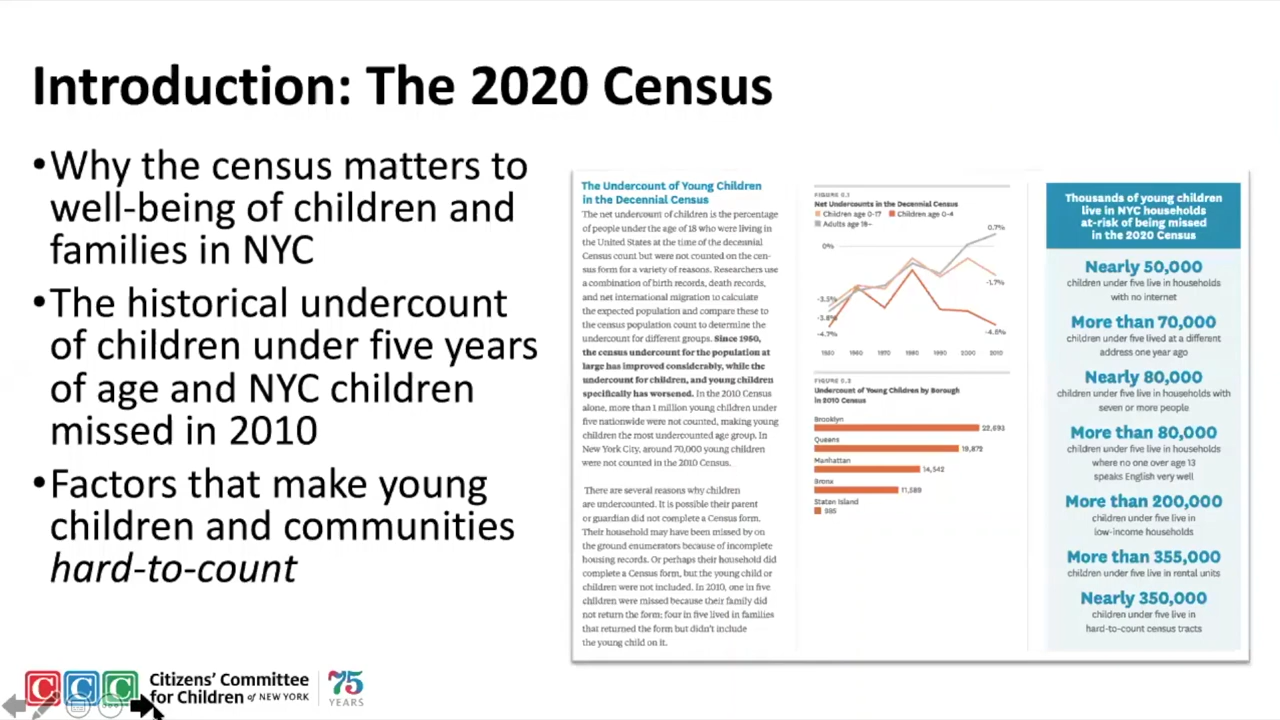 Introduction: The 2020 Census
•Why the census matters to
well-being of children and
families in NYC
•The historical undercount
of children under five years
of age and NYC children
missed in 2010
•Factors that make young
children and communities
hard-to-count
The Undercount of Young Children
in the Decennial Census
The net undercount of children is the percentage
of people under the age of 18 who were living in
the United States at the time of the decennial
Census count but were not counted on the cen-
sus form for a variety of reasons. Researchers use
a combination of birth records, death records,
and net international migration to calculate
the expected population and compare these to
the census population count to determine the
undercount for different groups. Since 1980,
the census undercount for the population at
large has improved considerably, while the
undercount for children, and young children
specifically has worsened. In the 2010 Census
alone, more than 1 million young children under
five nationwide were not counted, making young
children the most undercounted age group. In
New York City, around 70,000 young children
were not counted in the 2010 Census.
There are several reasons why children
are undercounted. It is possible their parent
or guardian did not complete a Census form.
Their household may have been missed by on
the ground enumerators because of incomplete
housing records. Or perhaps their household did
complete a Census form, but the young child or
children were not included. In 2010, one in five
children were missed because their family did
not return the form; four in five lived in families
that returned the form but didn't include
the young child on it.
Net Undercounts in the Decennial Census
Children age 0-17 Children age 0-4
Adults age 18+
0.7%
0%
-1.7%
-3.8%
-4.7%
-4.6%
1950 1960 1970 1980 1990 2000 2010
Undercount of Young Children by Borough
in 2010 Census
Brooklyn
22,693
Queens
19,872
Manhattan
14,542
Bronx
11,589
Staten Island
Thousands of young children
live in NYC households
at-risk of being missed
in the 2020 Census
Nearly 50,000
children under five live in households
with no internet
More than 70,000
children under five lived at a different
address one year ago
Nearly 80,000
children under five live in households with
seven or more people
More than 80,000
children under five live in households
where no one over age 13
speaks English very well
More than 200,000
children under five live in
low-income households
More than 355,000
children under five live in rental units
Nearly 350,000
children under five live in
hard-to-count census tracts
CCC
Citizens' Committee
for Children of NEW YORK
75
YEARS